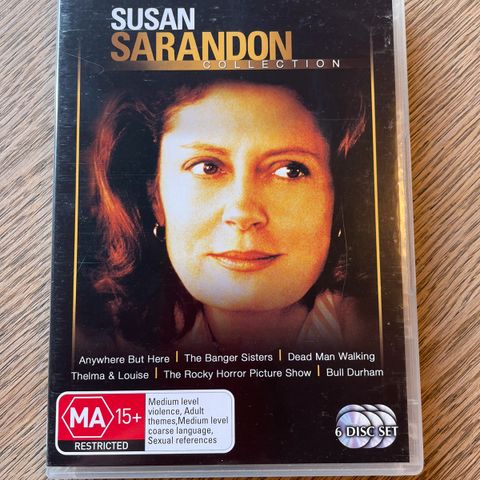 SUSAN
SARANDON
COLLECTION
Anywhere But Here | The Banger Sisters | Dead Man Walking
Thelma & Louise | The Rocky Horror Picture Show | Bull Durham
MA 15+
RESTRICTED
Medium level
violence, Adult
themes,Medium level
coarse language,
Sexual references
6 DISC SET